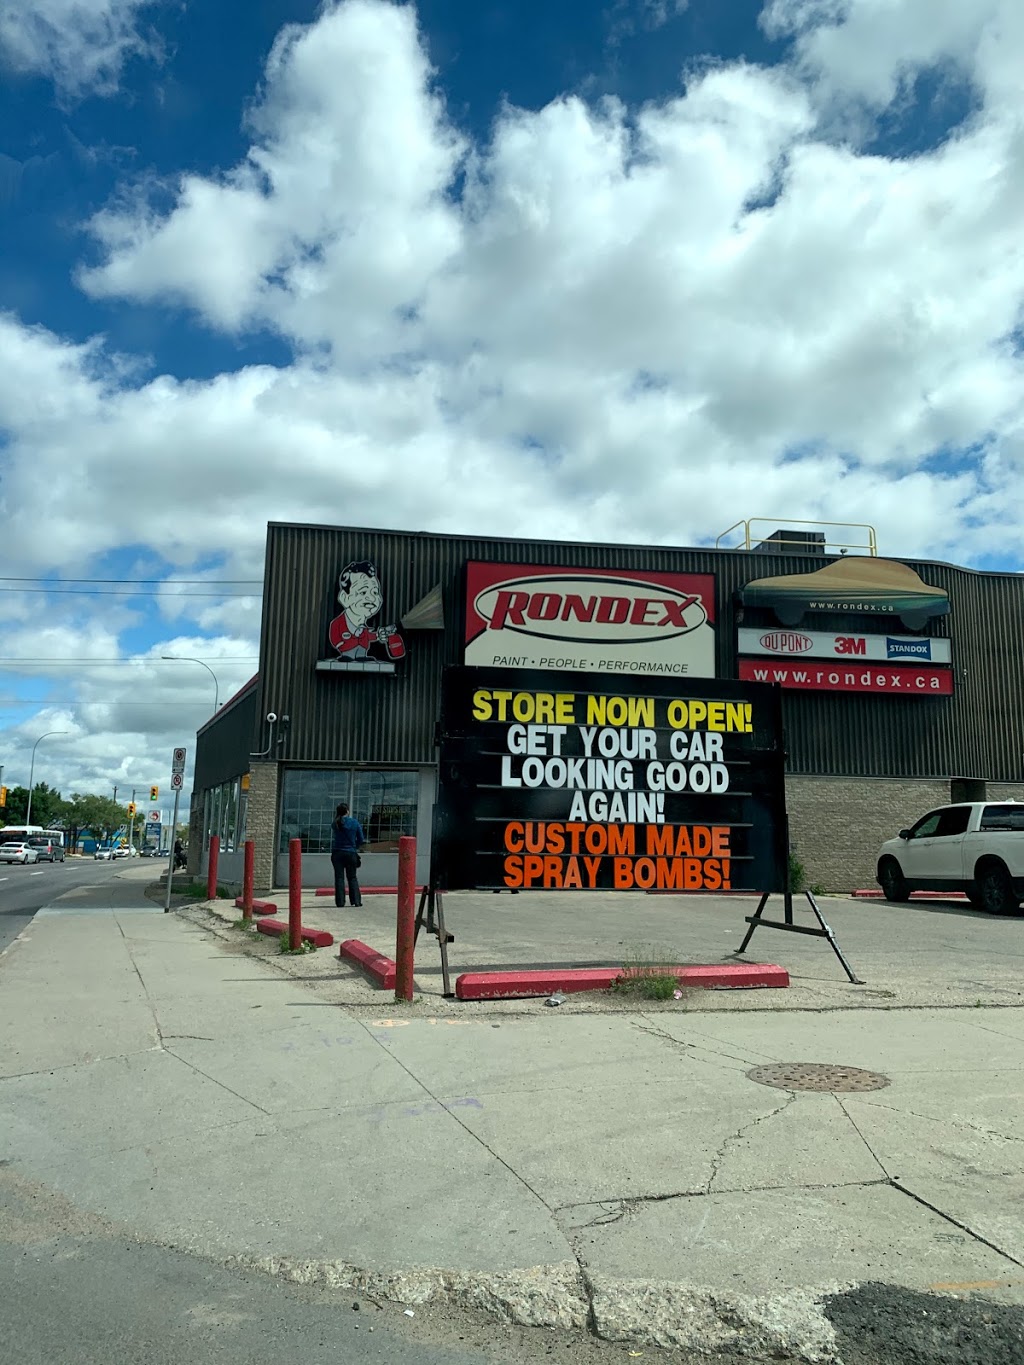 RONDEX
PAINT • PEOPLE • PERFORMANCE
www.rondex.ca
DU PONT
3M
STANDOX
www.rondex.ca
STORE NOW OPEN!
GET YOUR CAR
LOOKING GOOD
AGAIN!
CUSTOM MADE
SPRAY BOMBS!